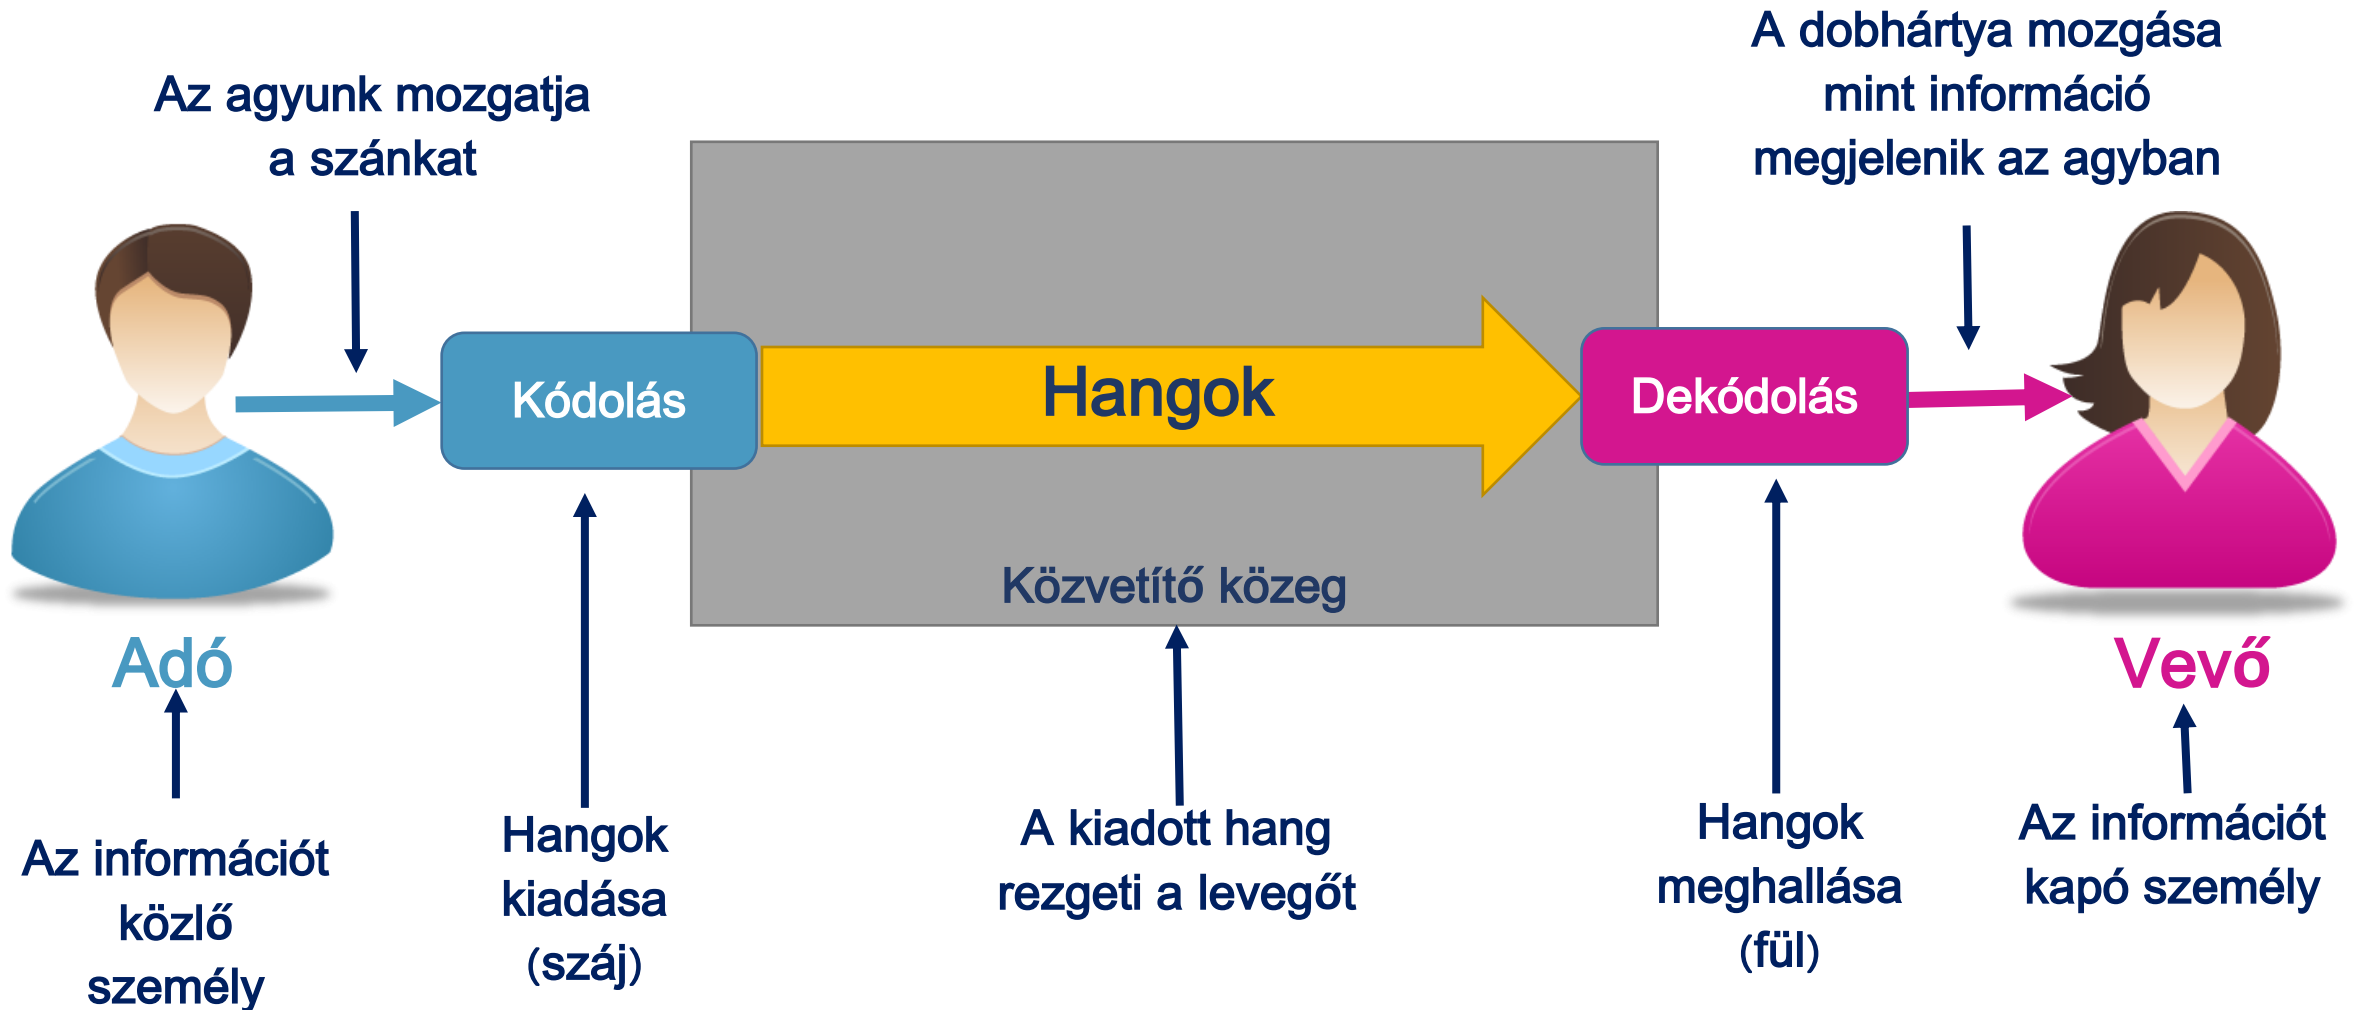 Az agyunk mozgatja
a szánkat
A dobhártya mozgása
mint információ
megjelenik az agyban
Kódolás
Hangok
Dekódolás
Közvetítő közeg
Adó
Vevő
Az információt
közlő
személy
Hangok
kiadása
(száj)
A kiadott hang
rezgeti a levegőt
Hangok
meghallása
(fül)
Az információt
kapó személy